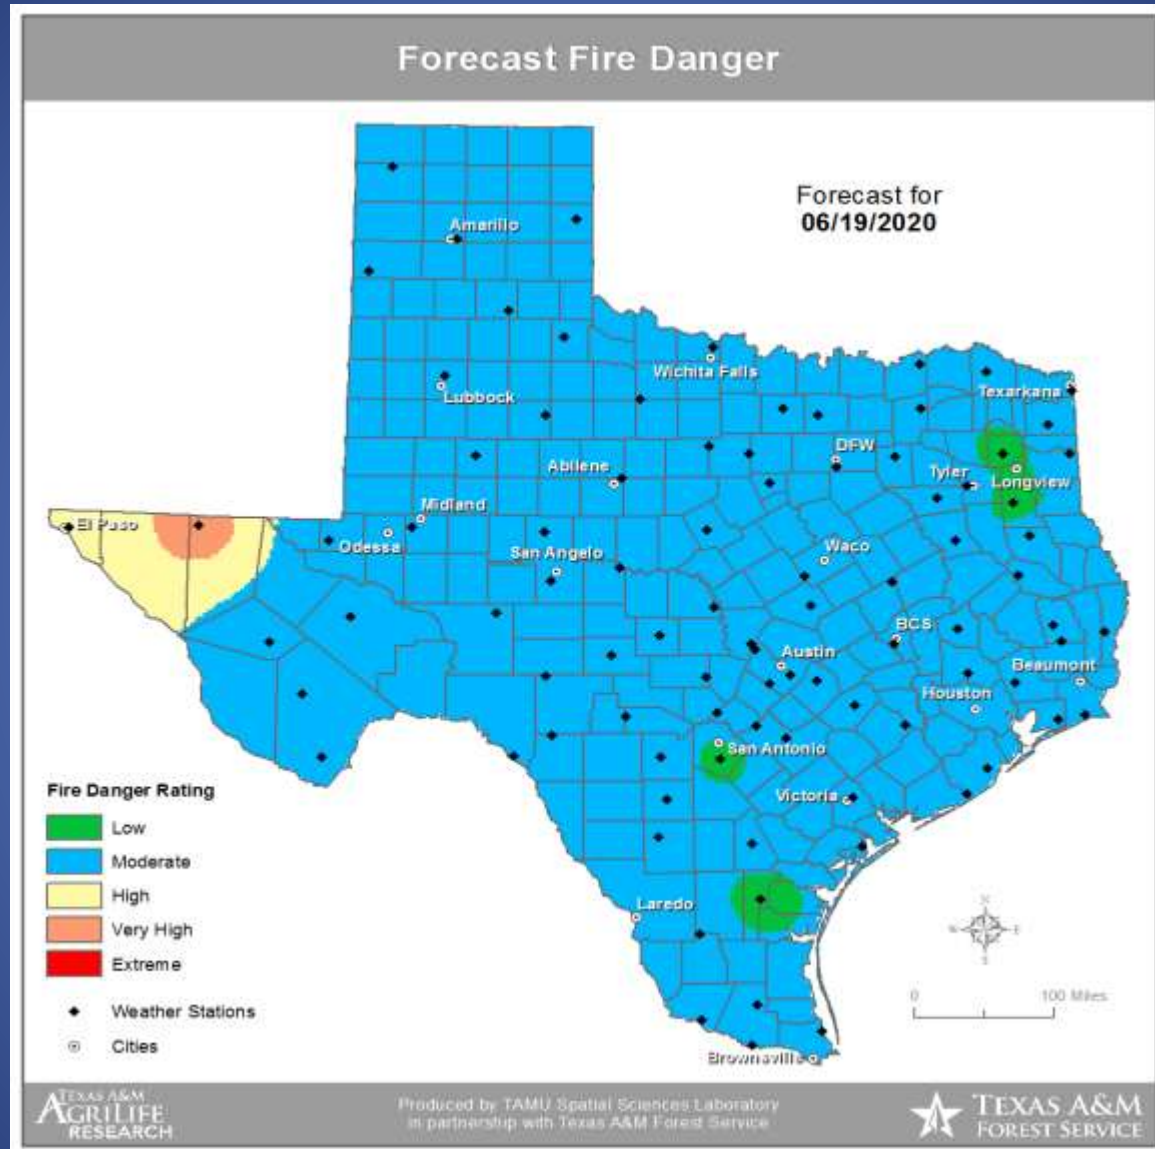 Forecast Fire Danger
Forecast for
06/19/2020
Amarillo
Wichita Falls
Lubbock
Texarkana
DFW
Abilene
Tyler
Longview
Midland
El Paso
Odessa
San Angelo
Waco
BCS
Austin
Beaumont
Houston
San Antonio
Victoria
Laredo
Brownsville
Fire Danger Rating
Low
Moderate
High
Very High
Extreme
Weather Stations
Cities
N
W E
S
0 100 Miles
TEXAS A&M
AGRILIFE
RESEARCH
Produced by TAMU Spatial Sciences Laboratory
in partnership with Texas A&M Forest Service
TEXAS A&M
FOREST SERVICE